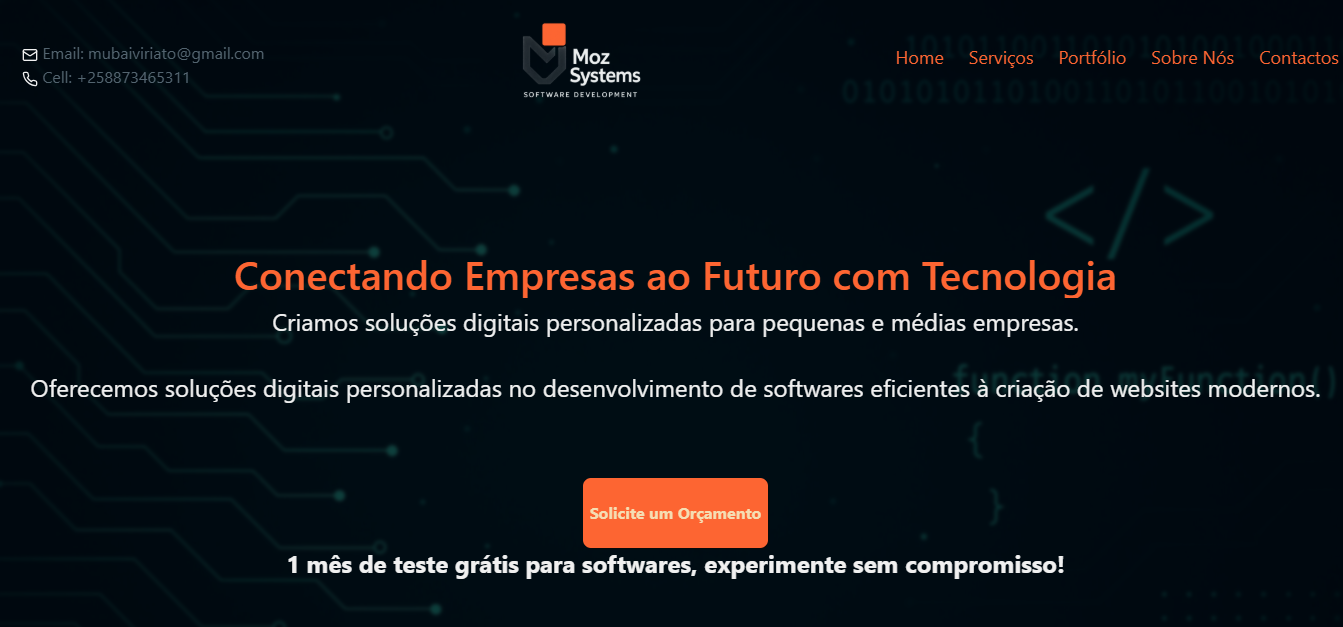 Email: mubaiviriato@gmail.com
Cell: +258873465311
Moz
Systems
SOFTWARE DEVELOPMENT
Home Serviços Portfólio Sobre Nós Contactos
</>
Conectando Empresas ao Futuro com Tecnologia
Criamos soluções digitais personalizadas para pequenas e médias empresas.
Oferecemos soluções digitais personalizadas no desenvolvimento de softwares eficientes à criação de websites modernos.
function myFunction()
{
}
Solicite um Orçamento
1 mês de teste grátis para softwares, experimente sem compromisso!